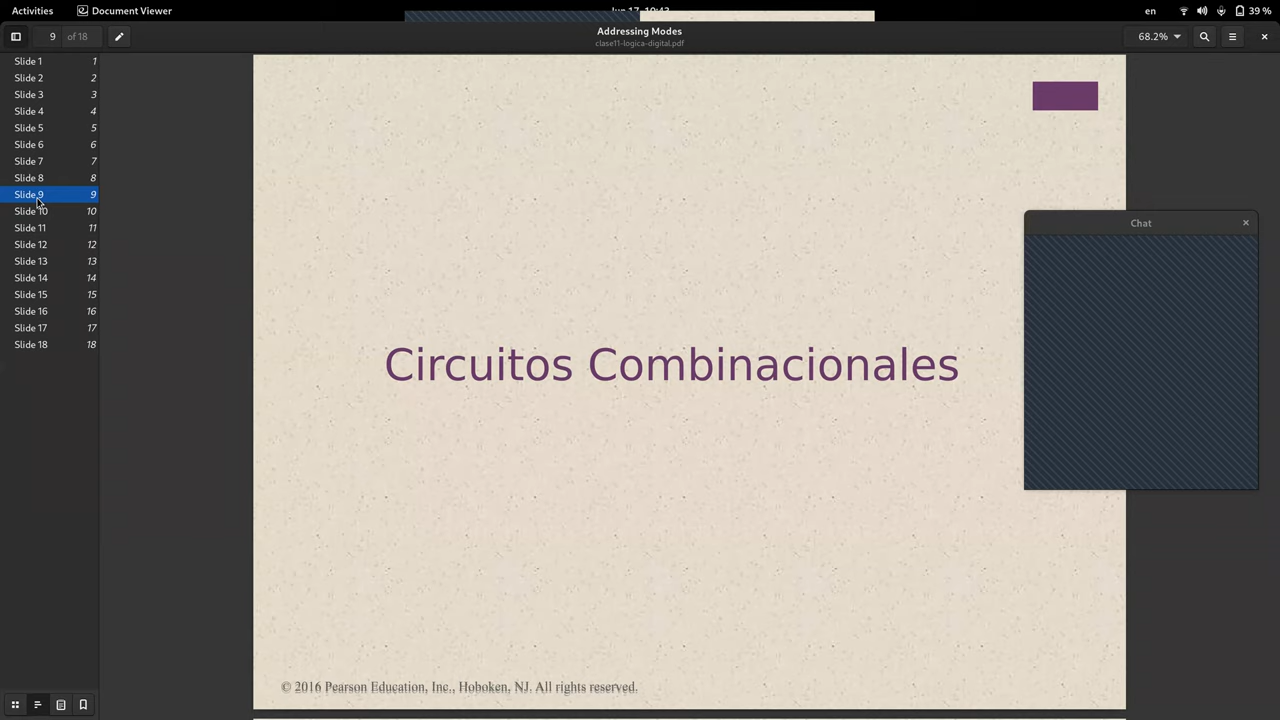 Activities
Document Viewer
en
39 %
9 of 18
Addressing Modes
clase11-logica-digital.pdf
68.2%
Slide 1 1
Slide 2 2
Slide 3 3
Slide 4 4
Slide 5 5
Slide 6 6
Slide 7 7
Slide 8 8
Slide 9 9
Slide 10 10
Slide 11 11
Slide 12 12
Slide 13 13
Slide 14 14
Slide 15 15
Slide 16 16
Slide 17 17
Slide 18 18
Chat
Circuitos Combinacionales
© 2016 Pearson Education, Inc., Hoboken, NJ. All rights reserved.